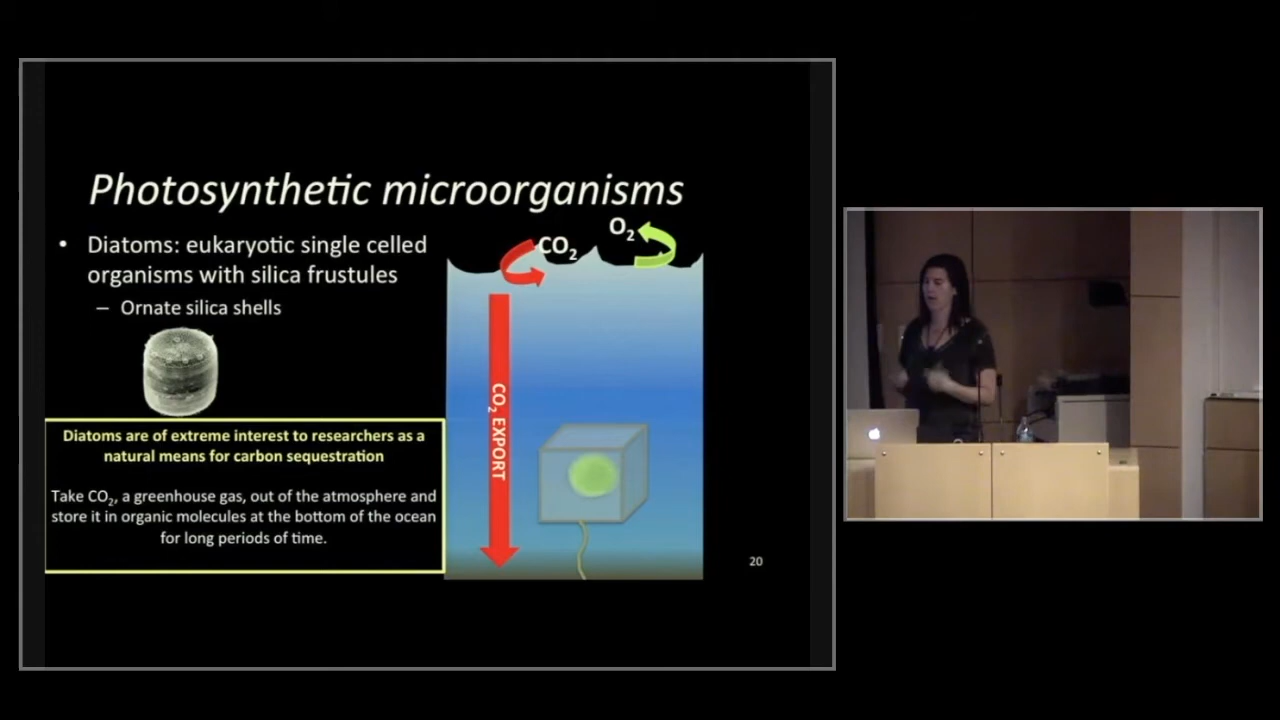 Photosynthetic microorganisms
• Diatoms: eukaryotic single celled
organisms with silica frustules
– Ornate silica shells
Diatoms are of extreme interest to researchers as a
natural means for carbon sequestration
Take CO₂, a greenhouse gas, out of the atmosphere and
store it in organic molecules at the bottom of the ocean
for long periods of time.
CO₂
O₂
CO₂ EXPORT
20